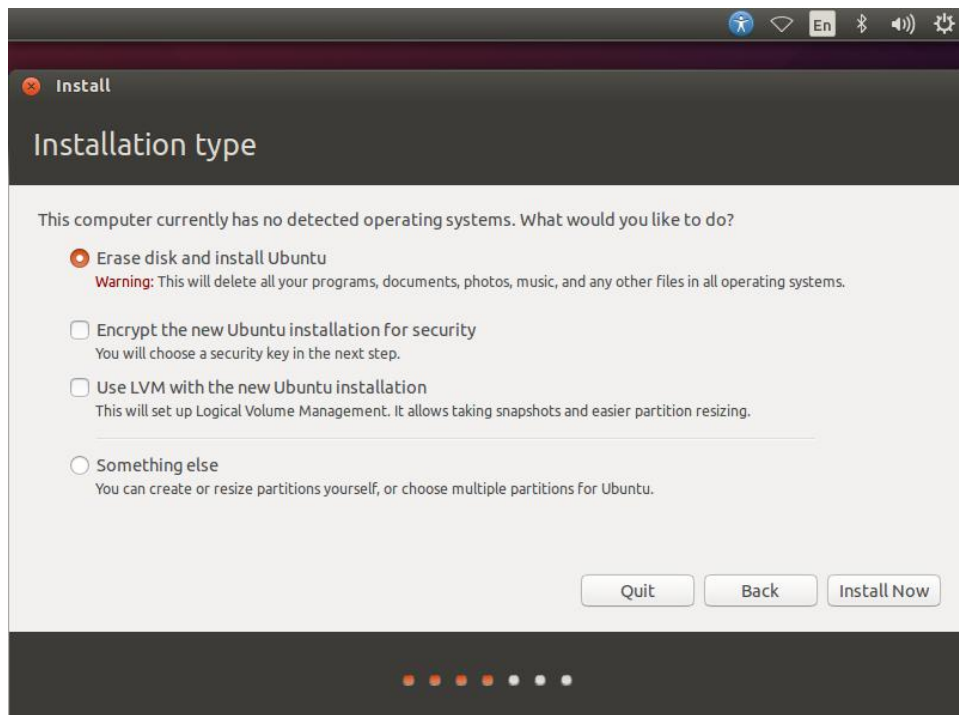 En
Install
Installation type
This computer currently has no detected operating systems. What would you like to do?
Erase disk and install Ubuntu
Warning: This will delete all your programs, documents, photos, music, and any other files in all operating systems.
Encrypt the new Ubuntu installation for security
You will choose a security key in the next step.
Use LVM with the new Ubuntu installation
This will set up Logical Volume Management. It allows taking snapshots and easier partition resizing.
Something else
You can create or resize partitions yourself, or choose multiple partitions for Ubuntu.
Quit Back Install Now